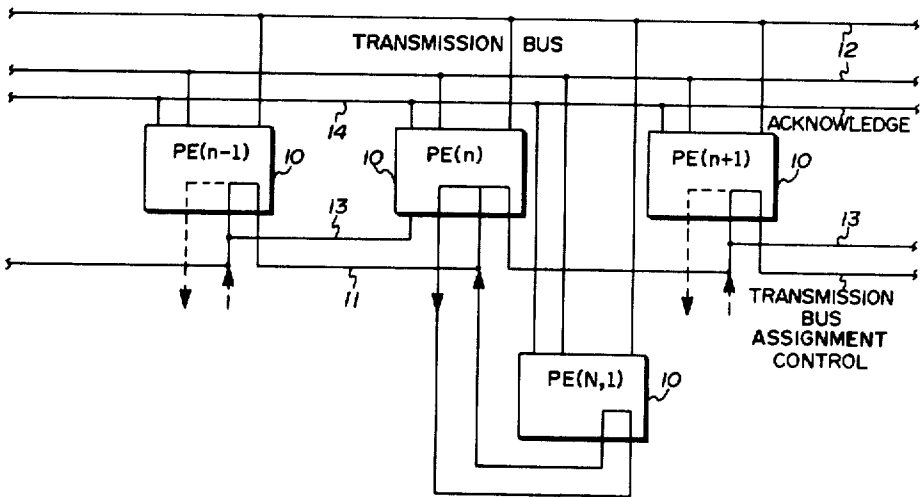 TRANSMISSION BUS
12
14
ACKNOWLEDGE
PE(n-1)
10
10
PE(n)
PE(n+1)
10
13
13
11
TRANSMISSION
BUS
ASSIGNMENT
CONTROL
PE(N,1)
10